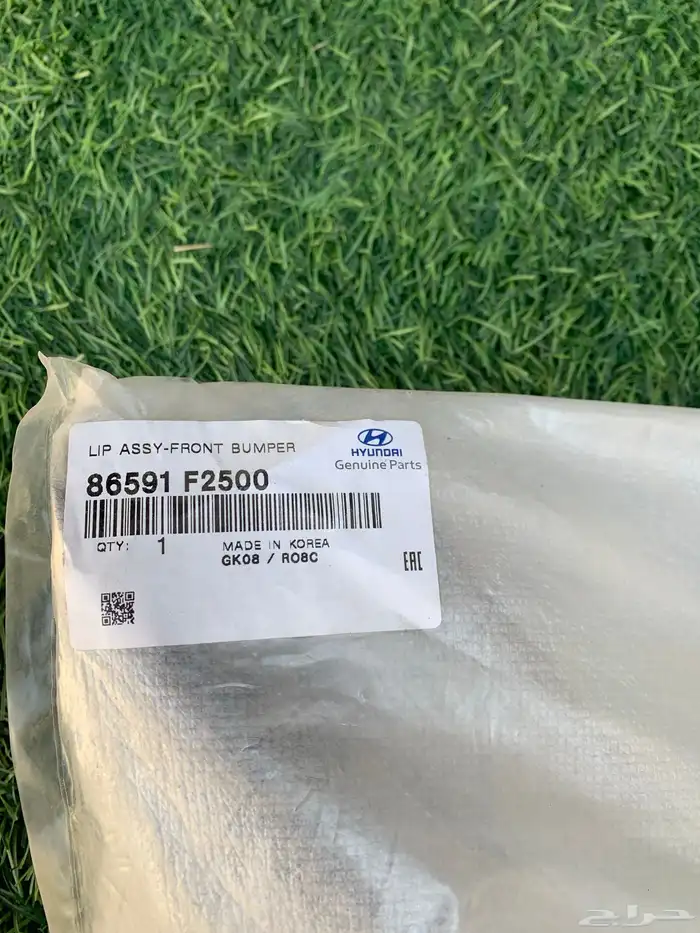 LIP ASSY-FRONT BUMPER
HYUNDAI
Genuine Parts
86591 F2500
QTY: 1 MADE IN KOREA
GK08 / R08C
EAC
حراج